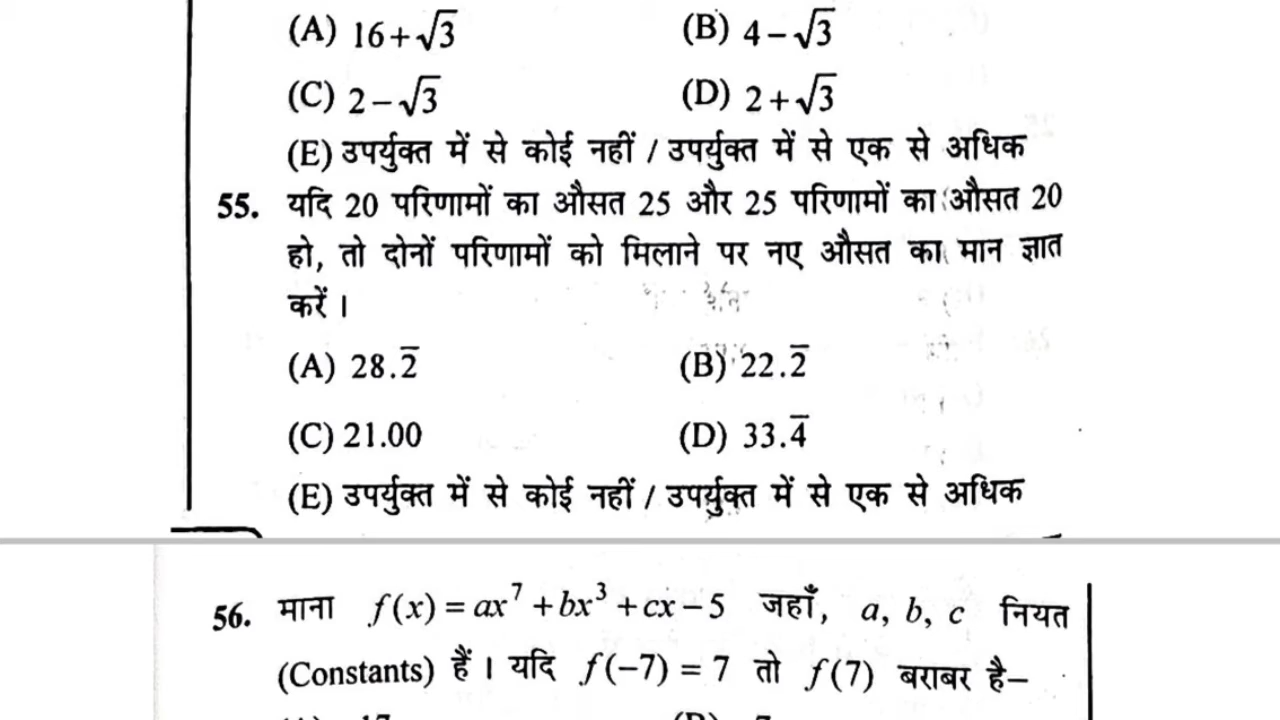 (A) 16+√3 (B) 4−√3
(C) 2−√3 (D) 2+√3
(E) उपर्युक्त में से कोई नहीं / उपर्युक्त में से एक से अधिक
55. यदि 20 परिणामों का औसत 25 और 25 परिणामों का औसत 20
हो, तो दोनों परिणामों को मिलाने पर नए औसत का मान ज्ञात
करें ।
(A) 28.2̅ (B) 22.2̅
(C) 21.00 (D) 33.4̅
(E) उपर्युक्त में से कोई नहीं / उपर्युक्त में से एक से अधिक
56. माना f(x) = ax⁷ + bx³ + cx − 5 जहाँ, a, b, c नियत
(Constants) हैं । यदि f(−7) = 7 तो f(7) बराबर है–